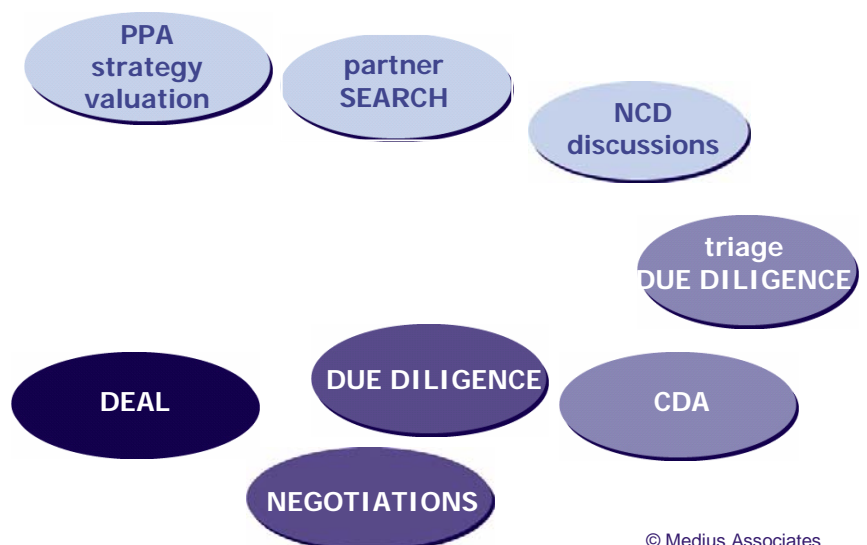 PPA
strategy
valuation
partner
SEARCH
NCD
discussions
triage
DUE DILIGENCE
CDA
DUE DILIGENCE
NEGOTIATIONS
DEAL
© Medius Associates